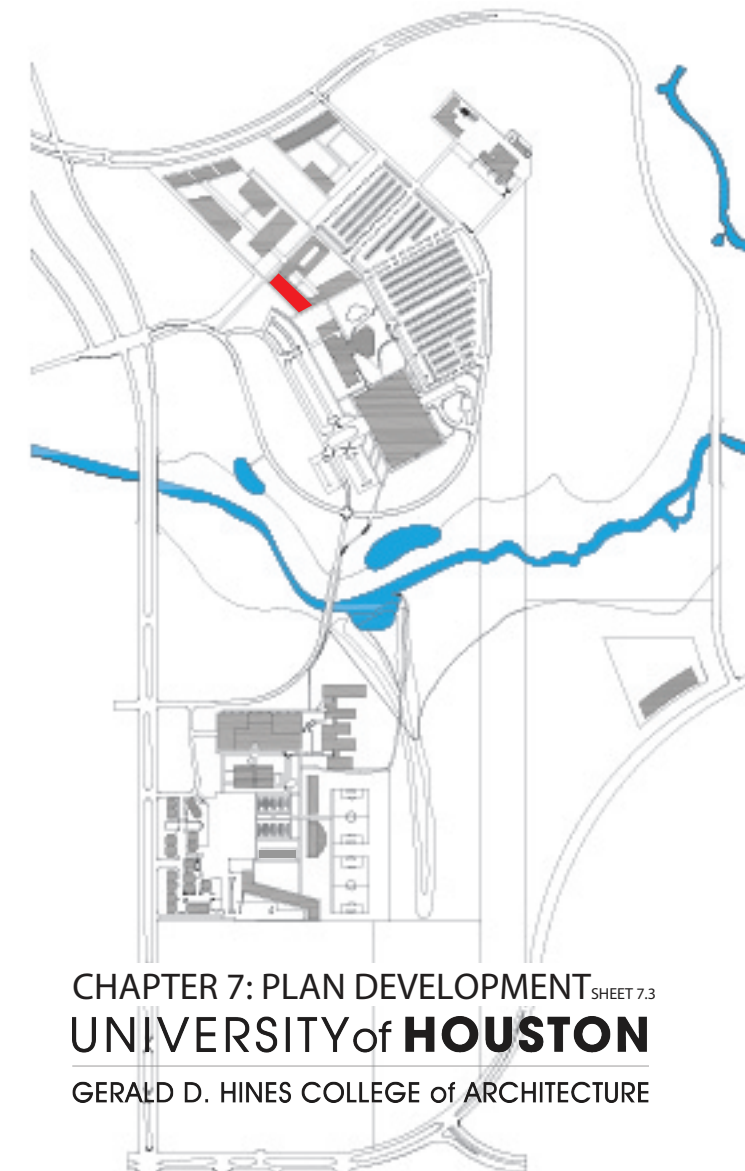 CHAPTER 7: PLAN DEVELOPMENT SHEET 7.3
UNIVERSITY of HOUSTON
GERALD D. HINES COLLEGE of ARCHITECTURE